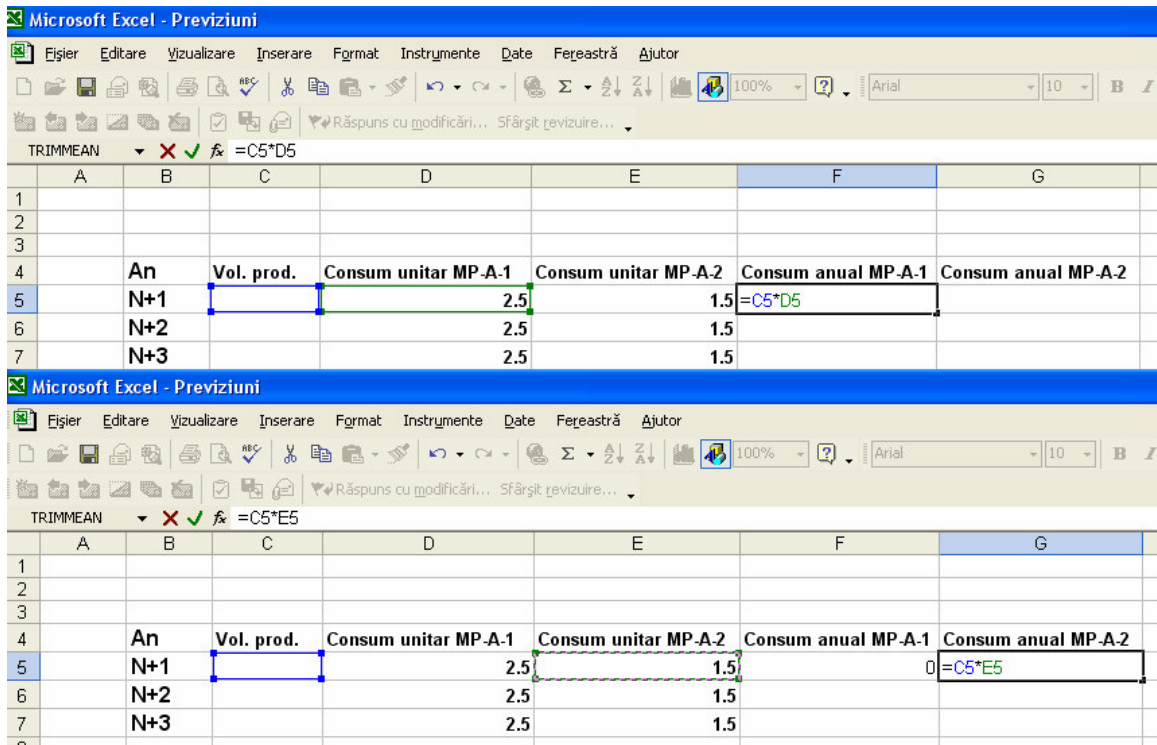 Microsoft Excel - Previziuni
Fișier Editare Vizualizare Inserare Format Instrumente Date Fereastră Ajutor
100% Arial 10 B I
Răspuns cu modificări... Sfârșit revizuire...
TRIMMEAN fx =C5*D5
A B C D E F G
1
2
3
4 An Vol. prod. Consum unitar MP-A-1 Consum unitar MP-A-2 Consum anual MP-A-1 Consum anual MP-A-2
5 N+1 2.5 1.5 =C5*D5
6 N+2 2.5 1.5
7 N+3 2.5 1.5
Microsoft Excel - Previziuni
Fișier Editare Vizualizare Inserare Format Instrumente Date Fereastră Ajutor
100% Arial 10 B I
Răspuns cu modificări... Sfârșit revizuire...
TRIMMEAN fx =C5*E5
A B C D E F G
1
2
3
4 An Vol. prod. Consum unitar MP-A-1 Consum unitar MP-A-2 Consum anual MP-A-1 Consum anual MP-A-2
5 N+1 2.5 1.5 0 =C5*E5
6 N+2 2.5 1.5
7 N+3 2.5 1.5